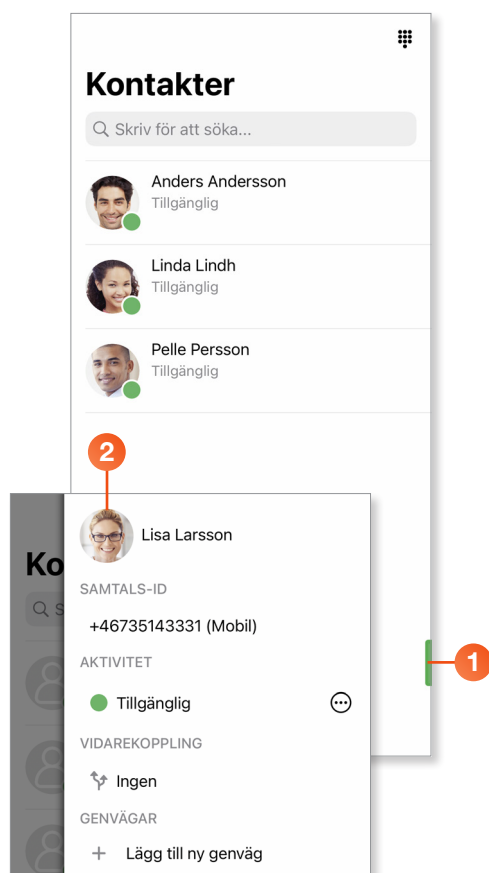 Kontakter
Skriv för att söka...
Anders Andersson
Tillgänglig
Linda Lindh
Tillgänglig
Pelle Persson
Tillgänglig
2
Lisa Larsson
Ko
S
SAMTALS-ID
+46735143331 (Mobil)
AKTIVITET
1
Tillgänglig
VIDAREKOPPLING
Ingen
GENVÄGAR
+ Lägg till ny genväg